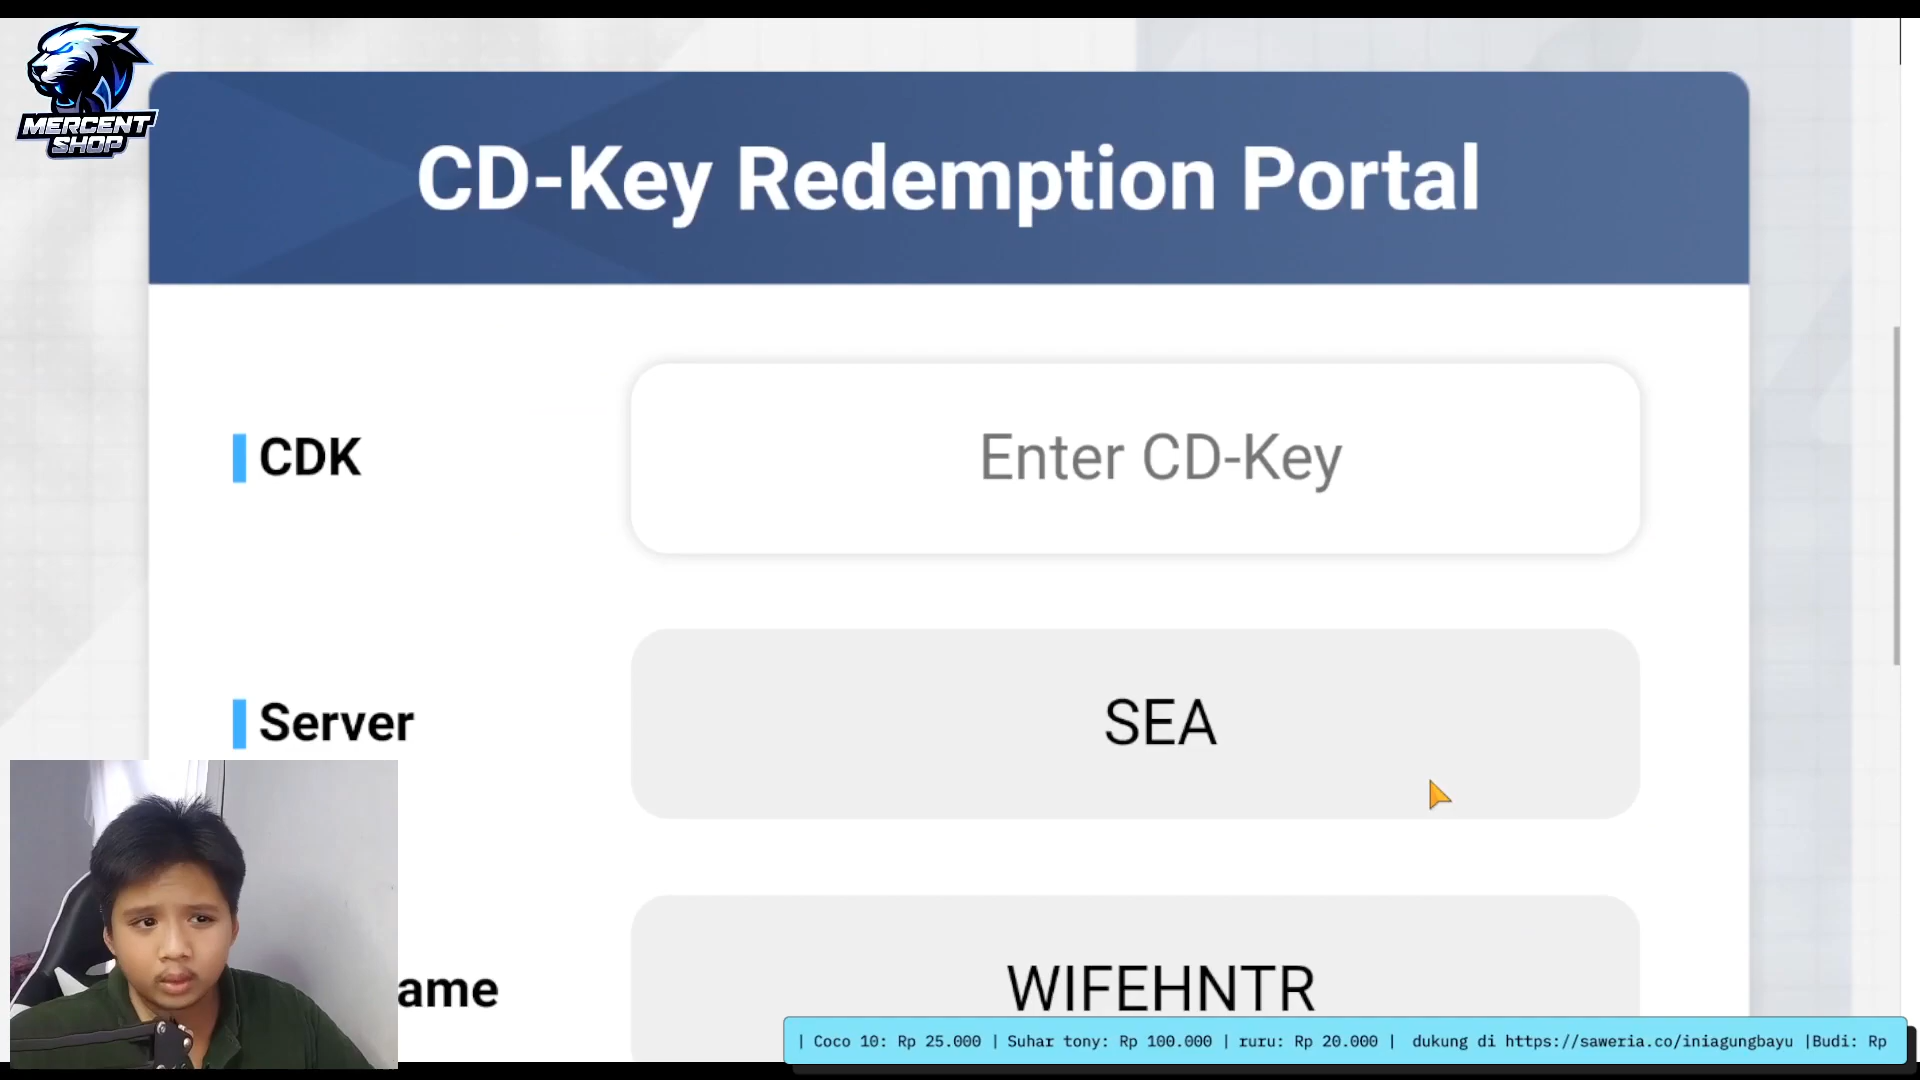 MERCENT
SHOP
CD-Key Redemption Portal
CDK
Enter CD-Key
Server
SEA
ame
WIFEHNTR
| Coco 10: Rp 25.000 | Suhar tony: Rp 100.000 | ruru: Rp 20.000 | dukung di https://saweria.co/iniagungbayu |Budi: Rp